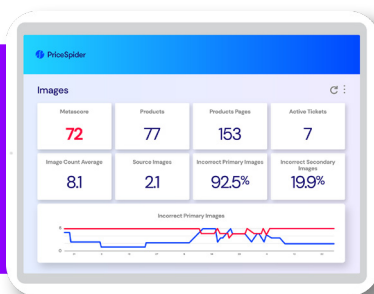 PriceSpider
Images
Metascore
Products
Products Pages
Active Tickets
72
77
153
7
Image Count Average
Source Images
Incorrect Primary Images
Incorrect Secondary
Images
8.1
2.1
92.5%
19.9%
Incorrect Primary Images